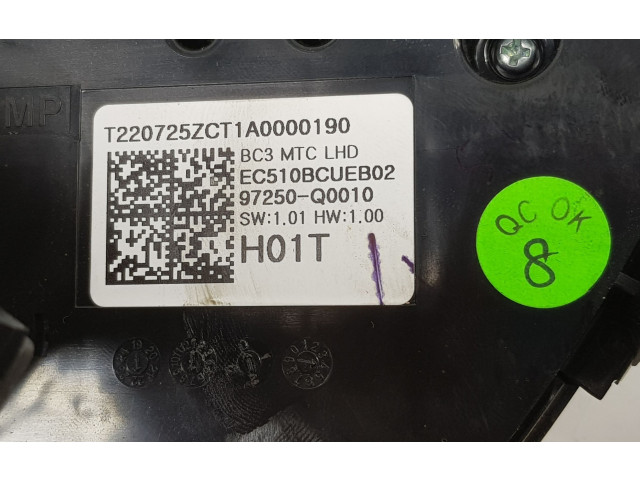 MP
T220725ZCT1A0000190
BC3 MTC LHD
EC510BCUEB02
97250-Q0010
SW:1.01 HW:1.00
H01T
QC OK
8